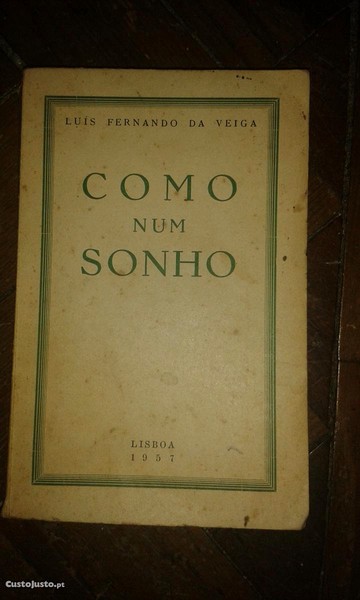 LUÍS FERNANDO DA VEIGA
COMO
NUM
SONHO
LISBOA
1957
CustoJusto.pt